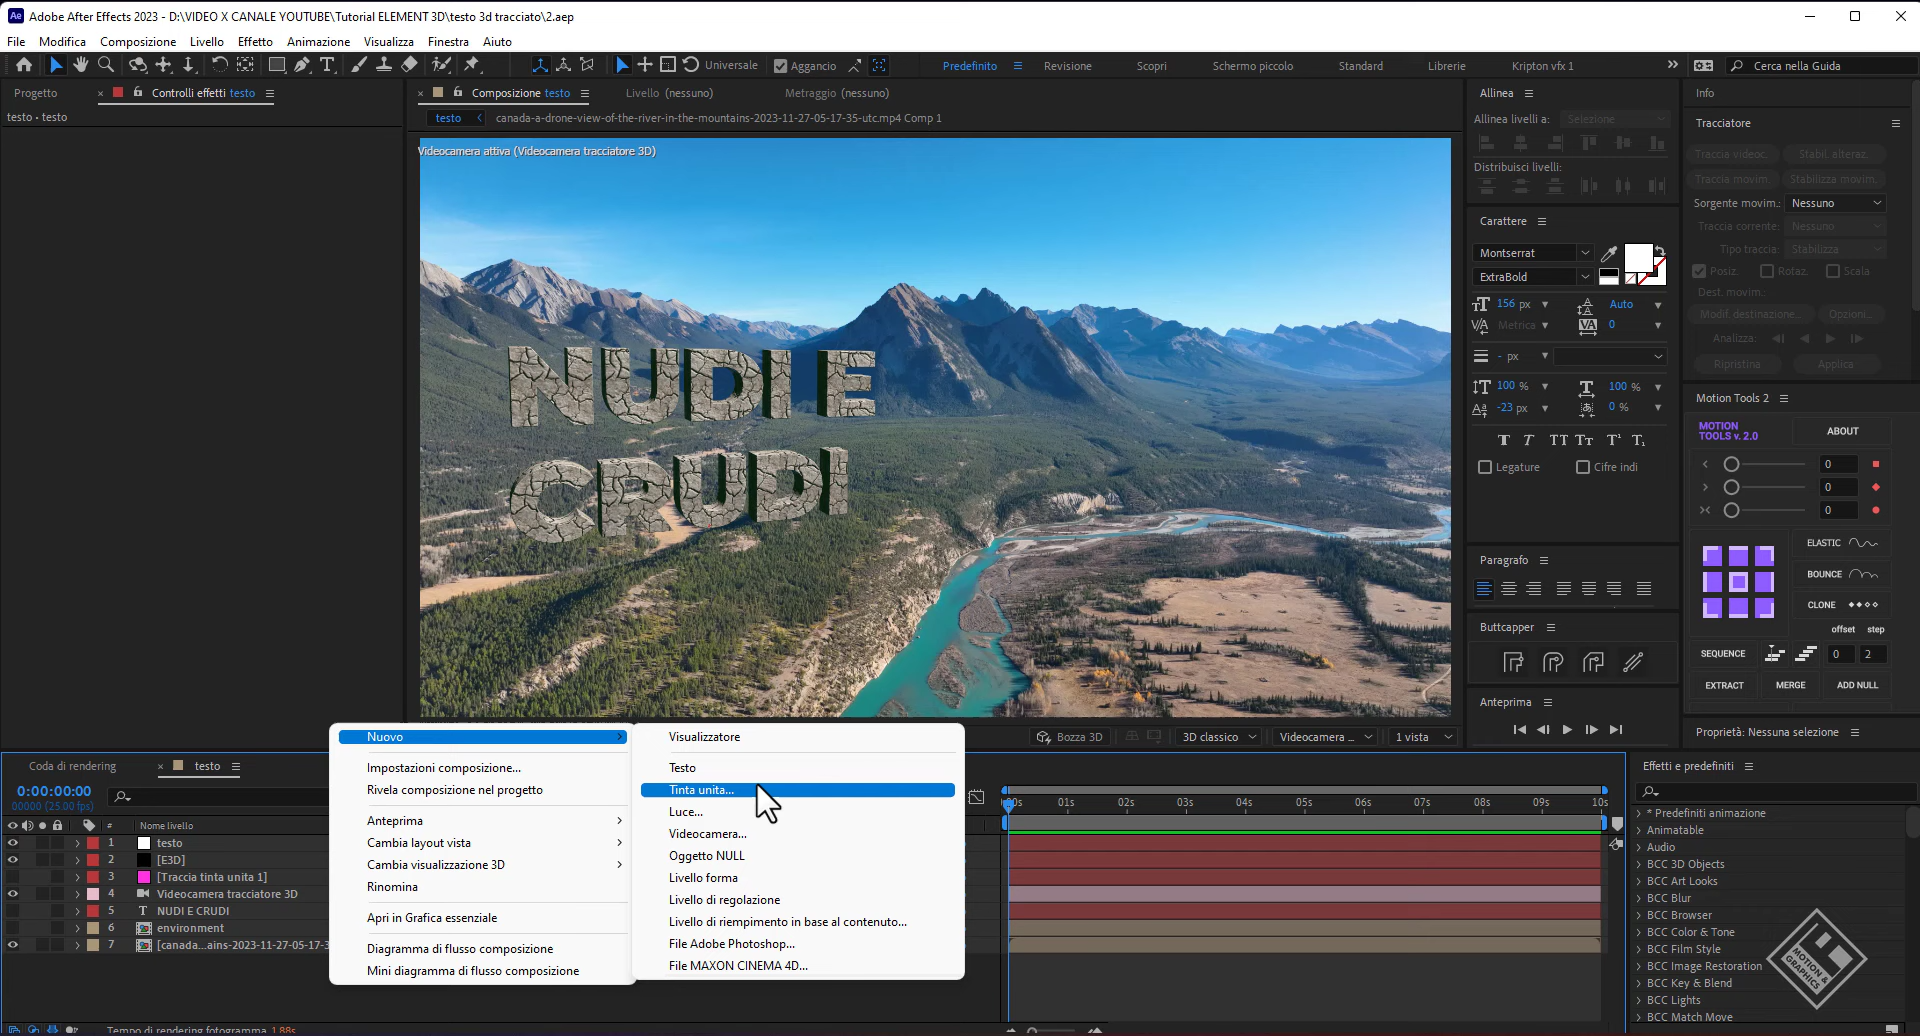 Adobe After Effects 2023 - D:\VIDEO X CANALE YOUTUBE\Tutorial ELEMENT 3D\testo 3d tracciato\2.aep
File Modifica Composizione Livello Effetto Animazione Visualizza Finestra Aiuto
Universale Aggancio Predefinito Revisione Scopri Schermo piccolo Standard Librerie Kripton vfx 1 Cerca nella Guida
Progetto Controlli effetti testo
testo • testo
Composizione testo Livello (nessuno) Metraggio (nessuno)
testo canada-a-drone-view-of-the-river-in-the-mountains-2023-11-27-05-17-35-utc.mp4 Comp 1
Videocamera attiva (Videocamera tracciatore 3D)
NUDI E
CRUDI
Bozza 3D 3D classico Videocamera ... 1 vista
Allinea
Allinea livelli a: Selezione
Distribuisci livelli:
Carattere
Montserrat
ExtraBold
156 px Auto
Metrica 0
- px
100 % 100 %
-23 px 0 %
Legature Cifre indi
Paragrafo
Buttcapper
Anteprima
Info
Tracciatore
Traccia videoc. Stabil. alteraz.
Traccia movim. Stabilizza movim.
Sorgente movim.: Nessuno
Traccia corrente: Nessuno
Tipo traccia: Stabilizza
Posiz. Rotaz. Scala
Dest. movim.:
Modif. destinazione... Opzioni...
Analizza:
Ripristina Applica
Motion Tools 2
MOTION
TOOLS v. 2.0
ABOUT
0
0
0
ELASTIC
BOUNCE
CLONE
offset step
SEQUENCE 0 2
EXTRACT MERGE ADD NULL
Proprietà: Nessuna selezione
Nuovo
Impostazioni composizione...
Rivela composizione nel progetto
Anteprima
Cambia layout vista
Cambia visualizzazione 3D
Rinomina
Apri in Grafica essenziale
Diagramma di flusso composizione
Mini diagramma di flusso composizione
Visualizzatore
Testo
Tinta unita...
Luce...
Videocamera...
Oggetto NULL
Livello forma
Livello di regolazione
Livello di riempimento in base al contenuto...
File Adobe Photoshop...
File MAXON CINEMA 4D...
Coda di rendering testo
0:00:00:00
00000 (25.00 fps)
# Nome livello
1 testo
2 [E3D]
3 [Traccia tinta unita 1]
4 Videocamera tracciatore 3D
5 NUDI E CRUDI
6 environment
7 [canada...ains-2023-11-27-05-17-3
Tempo di rendering fotogramma 1.88s
00s 01s 02s 03s 04s 05s 06s 07s 08s 09s 10s
Effetti e predefiniti
* Predefiniti animazione
Animatable
Audio
BCC 3D Objects
BCC Art Looks
BCC Blur
BCC Browser
BCC Color & Tone
BCC Film Style
BCC Image Restoration
BCC Key & Blend
BCC Lights
BCC Match Move
MOTION &
GRAPHICS